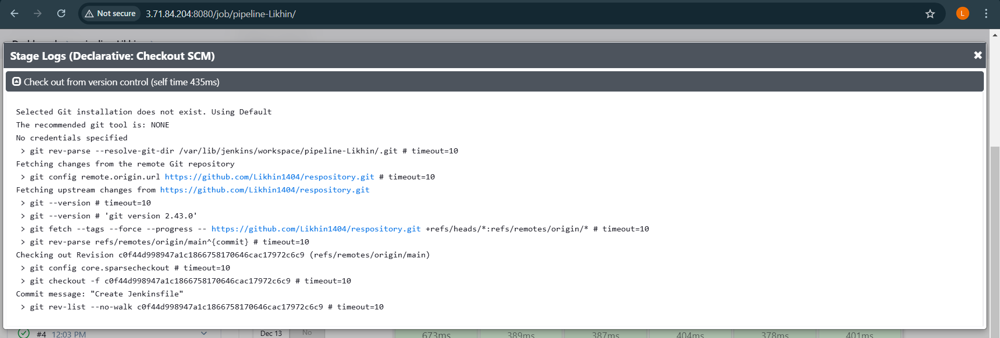 Not secure 3.71.84.204:8080/job/pipeline-Likhin/
L
Stage Logs (Declarative: Checkout SCM)
Check out from version control (self time 435ms)
Selected Git installation does not exist. Using Default
The recommended git tool is: NONE
No credentials specified
> git rev-parse --resolve-git-dir /var/lib/jenkins/workspace/pipeline-Likhin/.git # timeout=10
Fetching changes from the remote Git repository
> git config remote.origin.url https://github.com/Likhin1404/respository.git # timeout=10
Fetching upstream changes from https://github.com/Likhin1404/respository.git
> git --version # timeout=10
> git --version # 'git version 2.43.0'
> git fetch --tags --force --progress -- https://github.com/Likhin1404/respository.git +refs/heads/*:refs/remotes/origin/* # timeout=10
> git rev-parse refs/remotes/origin/main^{commit} # timeout=10
Checking out Revision c0f44d998947a1c1866758170646cac17972c6c9 (refs/remotes/origin/main)
> git config core.sparsecheckout # timeout=10
> git checkout -f c0f44d998947a1c1866758170646cac17972c6c9 # timeout=10
Commit message: "Create Jenkinsfile"
> git rev-list --no-walk c0f44d998947a1c1866758170646cac17972c6c9 # timeout=10
#4 12:03 PM Dec 13 No 673ms 389ms 387ms 404ms 378ms 401ms